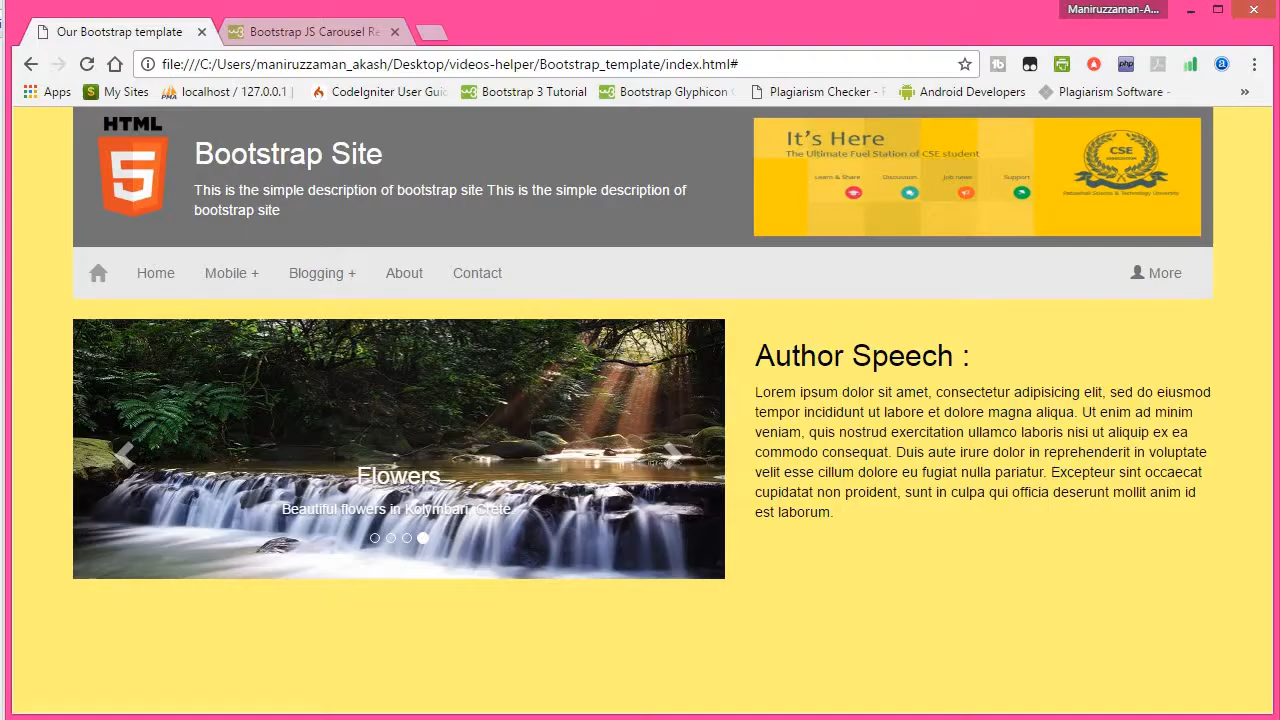 Maniruzzaman-A...
Our Bootstrap template
Bootstrap JS Carousel Re
file:///C:/Users/maniruzzaman_akash/Desktop/videos-helper/Bootstrap_template/index.html#
Apps
My Sites
localhost / 127.0.0.1 |
CodeIgniter User Gui
Bootstrap 3 Tutorial
Bootstrap Glyphicon
Plagiarism Checker -
Android Developers
Plagiarism Software -
»
HTML
5
Bootstrap Site
This is the simple description of bootstrap site This is the simple description of
bootstrap site
It's Here
The Ultimate Fuel Station of CSE student
Learn & Share
Discussion
Job news
Support
CSE
Patuakhali Science & Technology University
Home
Mobile +
Blogging +
About
Contact
More
Flowers
Beautiful flowers in Kolymbari, Crete.
Author Speech :
Lorem ipsum dolor sit amet, consectetur adipisicing elit, sed do eiusmod
tempor incididunt ut labore et dolore magna aliqua. Ut enim ad minim
veniam, quis nostrud exercitation ullamco laboris nisi ut aliquip ex ea
commodo consequat. Duis aute irure dolor in reprehenderit in voluptate
velit esse cillum dolore eu fugiat nulla pariatur. Excepteur sint occaecat
cupidatat non proident, sunt in culpa qui officia deserunt mollit anim id
est laborum.